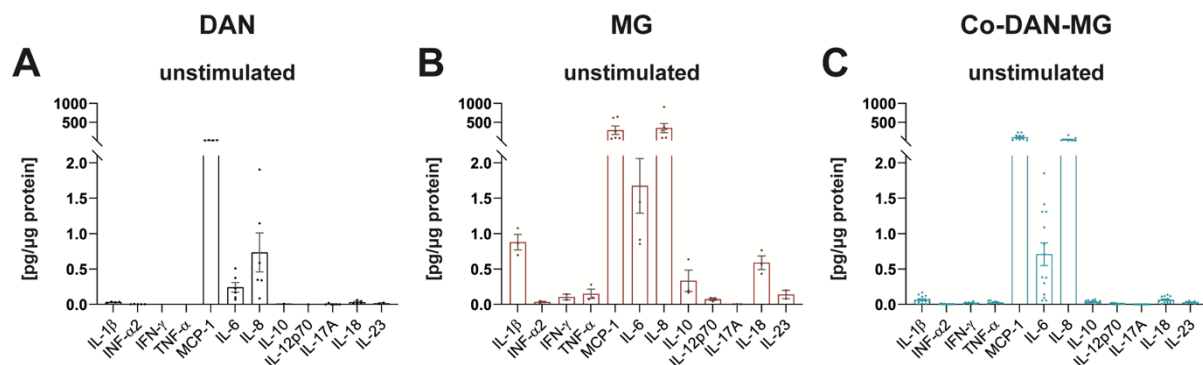 DAN
MG
Co-DAN-MG
A
unstimulated
B
unstimulated
C
unstimulated
[pg/µg protein]
1000
500
2.0
1.5
1.0
0.5
0.0
IL-1β
INF-α2
IFN-γ
TNF-α
MCP-1
IL-6
IL-8
IL-10
IL-12p70
IL-17A
IL-18
IL-23
[pg/µg protein]
1000
500
2.0
1.5
1.0
0.5
0.0
IL-1β
INF-α2
IFN-γ
TNF-α
MCP-1
IL-6
IL-8
IL-10
IL-12p70
IL-17A
IL-18
IL-23
[pg/µg protein]
1000
500
2.0
1.5
1.0
0.5
0.0
IL-1β
INF-α2
IFN-γ
TNF-α
MCP-1
IL-6
IL-8
IL-10
IL-12p70
IL-17A
IL-18
IL-23